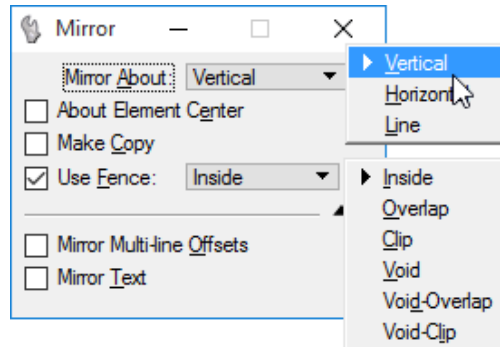 Mirror
Mirror About: Vertical
About Element Center
Make Copy
Use Fence: Inside
Mirror Multi-line Offsets
Mirror Text
Vertical
Horizont
Line
Inside
Overlap
Clip
Void
Void-Overlap
Void-Clip